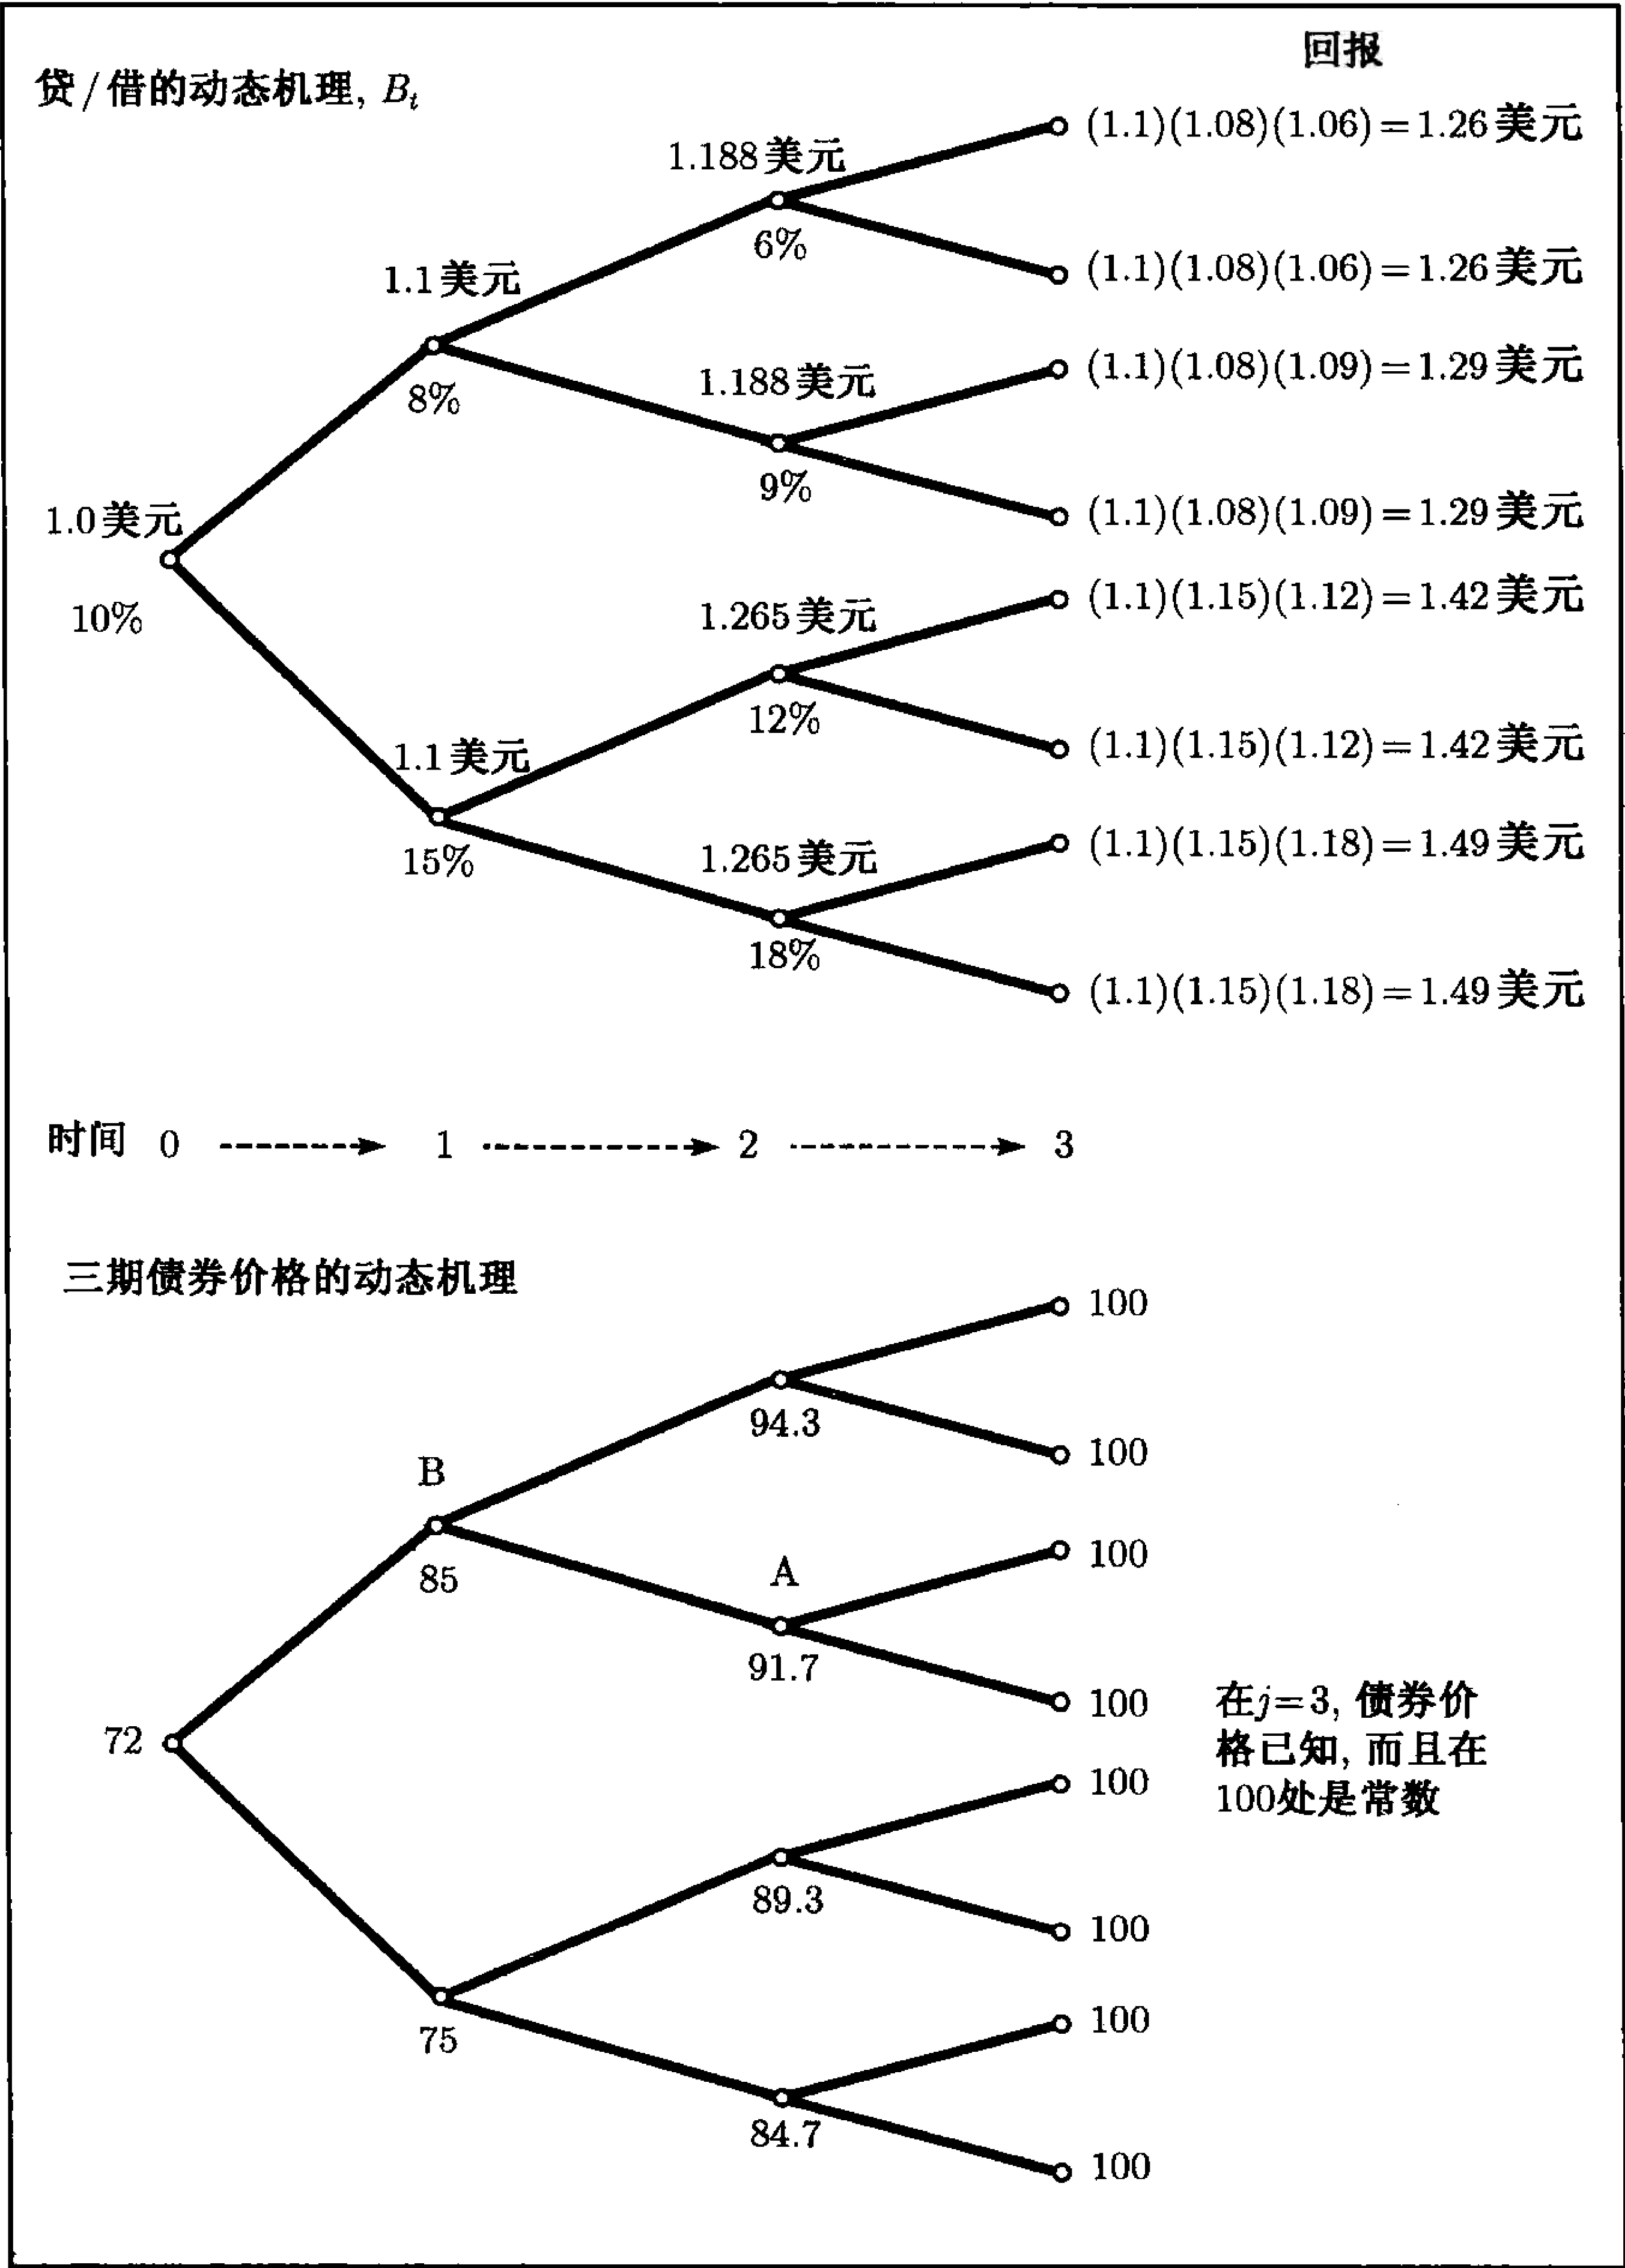 回报
贷/借的动态机理, Bt
(1.1)(1.08)(1.06)=1.26美元
1.188美元
6%
(1.1)(1.08)(1.06)=1.26美元
1.1美元
(1.1)(1.08)(1.09)=1.29美元
1.188美元
8%
9%
(1.1)(1.08)(1.09)=1.29美元
1.0美元
10%
(1.1)(1.15)(1.12)=1.42美元
1.265美元
12%
(1.1)(1.15)(1.12)=1.42美元
1.1美元
(1.1)(1.15)(1.18)=1.49美元
1.265美元
15%
18%
(1.1)(1.15)(1.18)=1.49美元
时间 0 1 2 3
三期债券价格的动态机理
100
94.3
100
B
100
A
85
91.7
100
在j=3, 债券价
格已知, 而且在
100处是常数
72
100
89.3
100
100
75
84.7
100